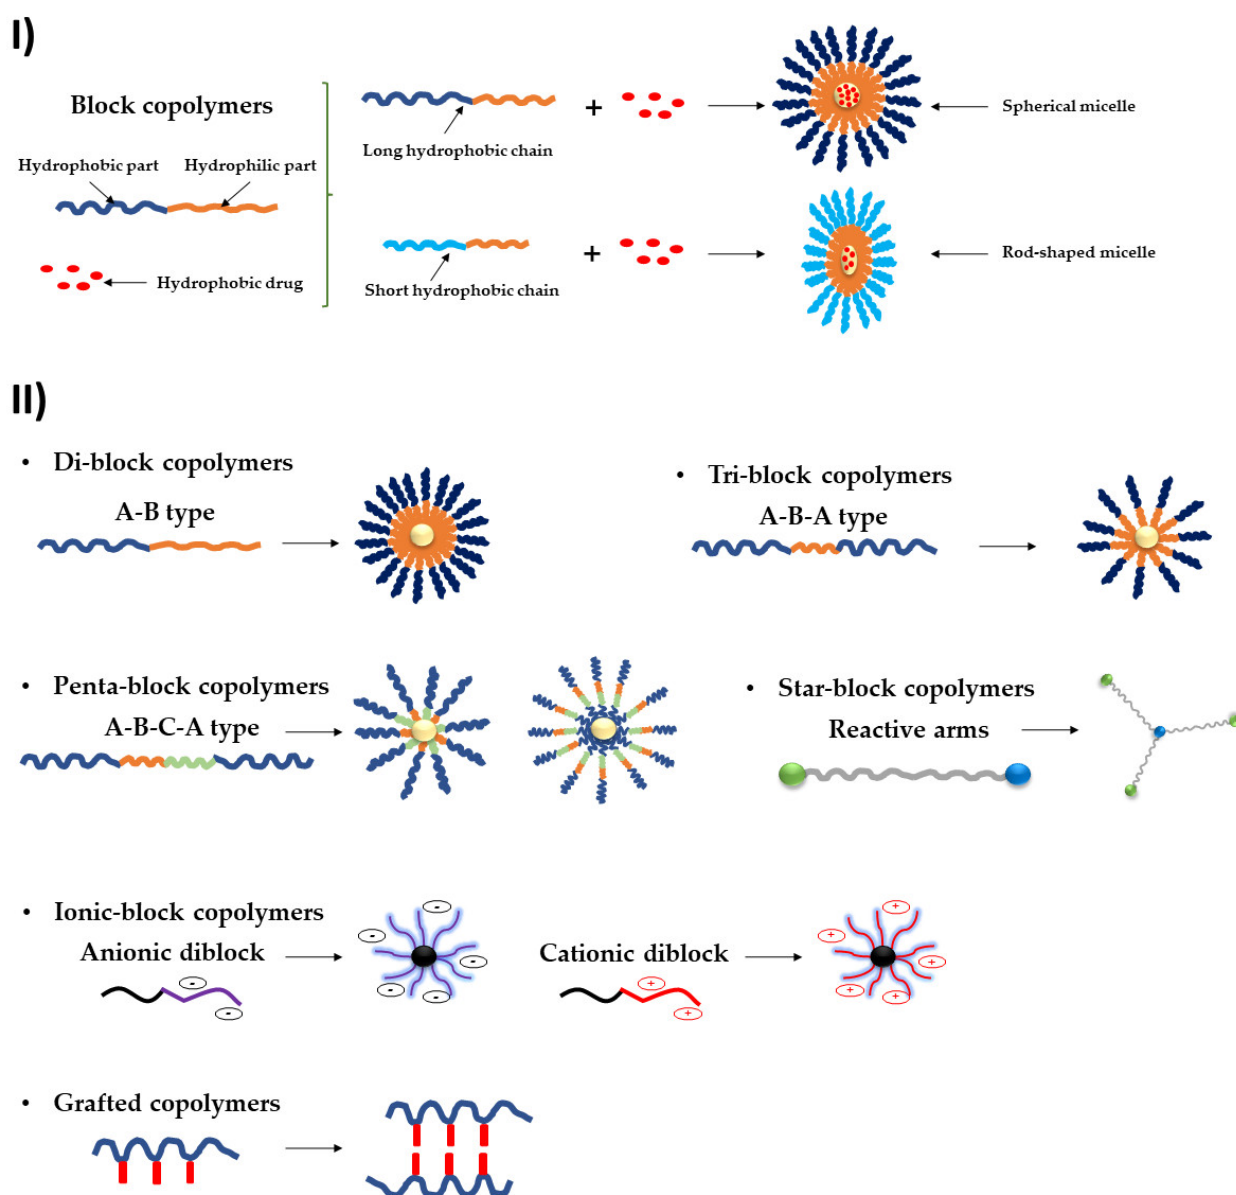 I)
Block copolymers
Hydrophobic part
Hydrophilic part
Hydrophobic drug
Long hydrophobic chain
+
Spherical micelle
Short hydrophobic chain
+
Rod-shaped micelle
II)
• Di-block copolymers
A-B type
• Tri-block copolymers
A-B-A type
• Penta-block copolymers
A-B-C-A type
• Star-block copolymers
Reactive arms
• Ionic-block copolymers
Anionic diblock
-
-
-
-
-
-
-
Cationic diblock
+
+
+
+
+
+
+
• Grafted copolymers